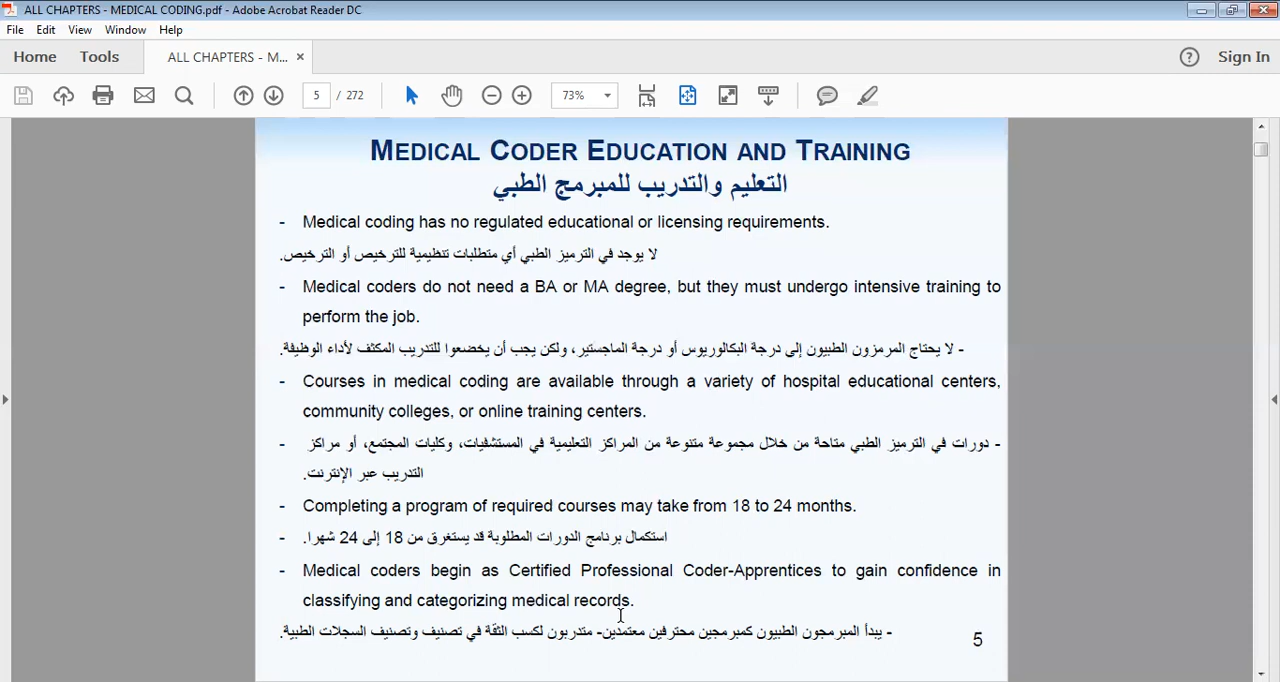 ALL CHAPTERS - MEDICAL CODING.pdf - Adobe Acrobat Reader DC
File Edit View Window Help
Home Tools ALL CHAPTERS - M... × ? Sign In
5 / 272 73%
MEDICAL CODER EDUCATION AND TRAINING
التعليم والتدريب للمبرمج الطبي
- Medical coding has no regulated educational or licensing requirements.
لا يوجد في الترميز الطبي أي متطلبات تنظيمية للترخيص أو الترخيص.
- Medical coders do not need a BA or MA degree, but they must undergo intensive training to
perform the job.
- لا يحتاج المرمزون الطبيون إلى درجة البكالوريوس أو درجة الماجستير، ولكن يجب أن يخضعوا للتدريب المكثف لأداء الوظيفة.
- Courses in medical coding are available through a variety of hospital educational centers,
community colleges, or online training centers.
- - دورات في الترميز الطبي متاحة من خلال مجموعة متنوعة من المراكز التعليمية في المستشفيات، وكليات المجتمع، أو مراكز
التدريب عبر الإنترنت.
- Completing a program of required courses may take from 18 to 24 months.
- استكمال برنامج الدورات المطلوبة قد يستغرق من 18 إلى 24 شهرا.
- Medical coders begin as Certified Professional Coder-Apprentices to gain confidence in
classifying and categorizing medical records.
- يبدأ المبرمجون الطبيون كمبرمجين محترفين معتمدين- متدربون لكسب الثقة في تصنيف وتصنيف السجلات الطبية.
5